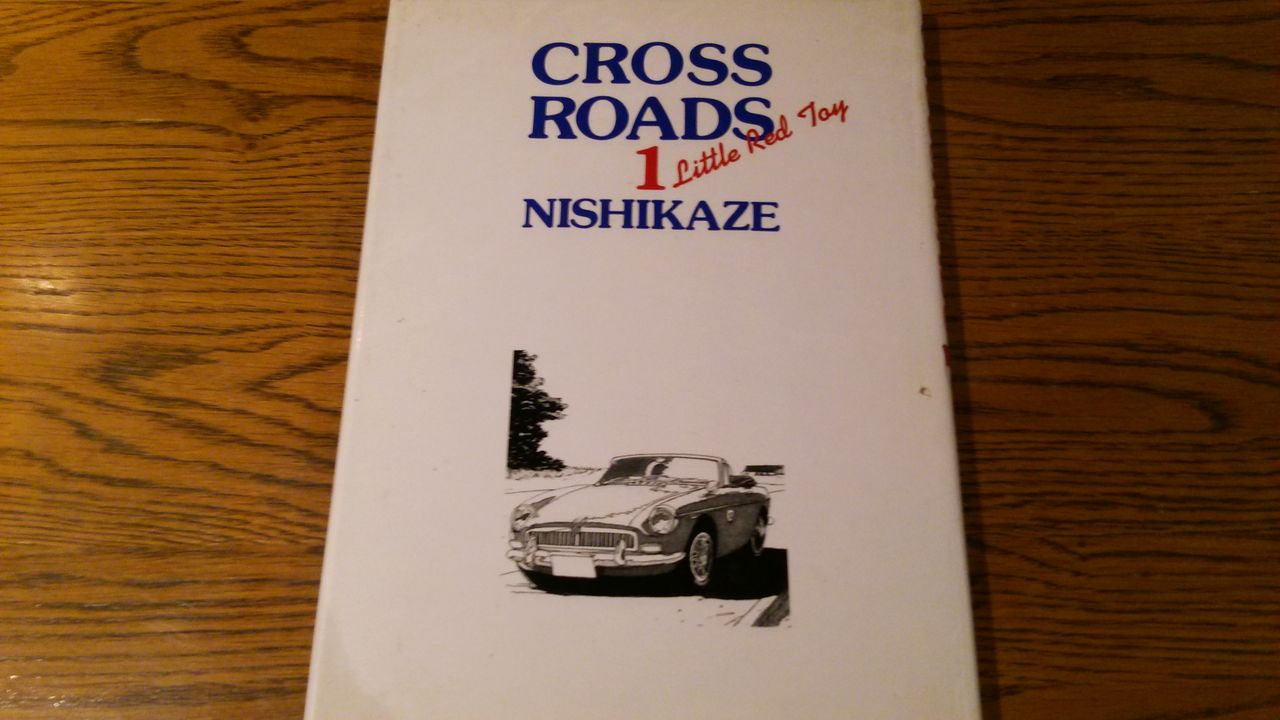 CROSS
ROADS
1 Little Red Toy
NISHIKAZE